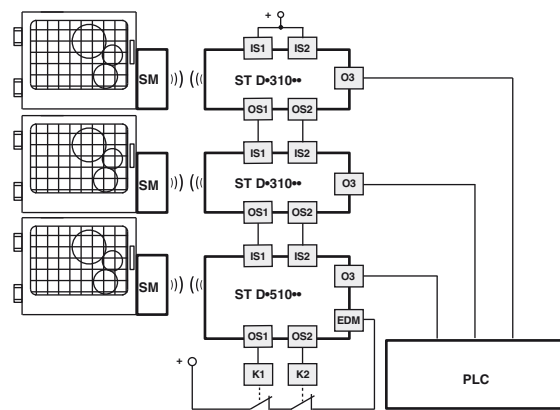 +
IS1 IS2
SM ))) ((( ST D•310•• O3
OS1 OS2
IS1 IS2
SM ))) ((( ST D•310•• O3
OS1 OS2
IS1 IS2
SM ))) ((( ST D•510•• O3
EDM
OS1 OS2
+
K1 K2
PLC